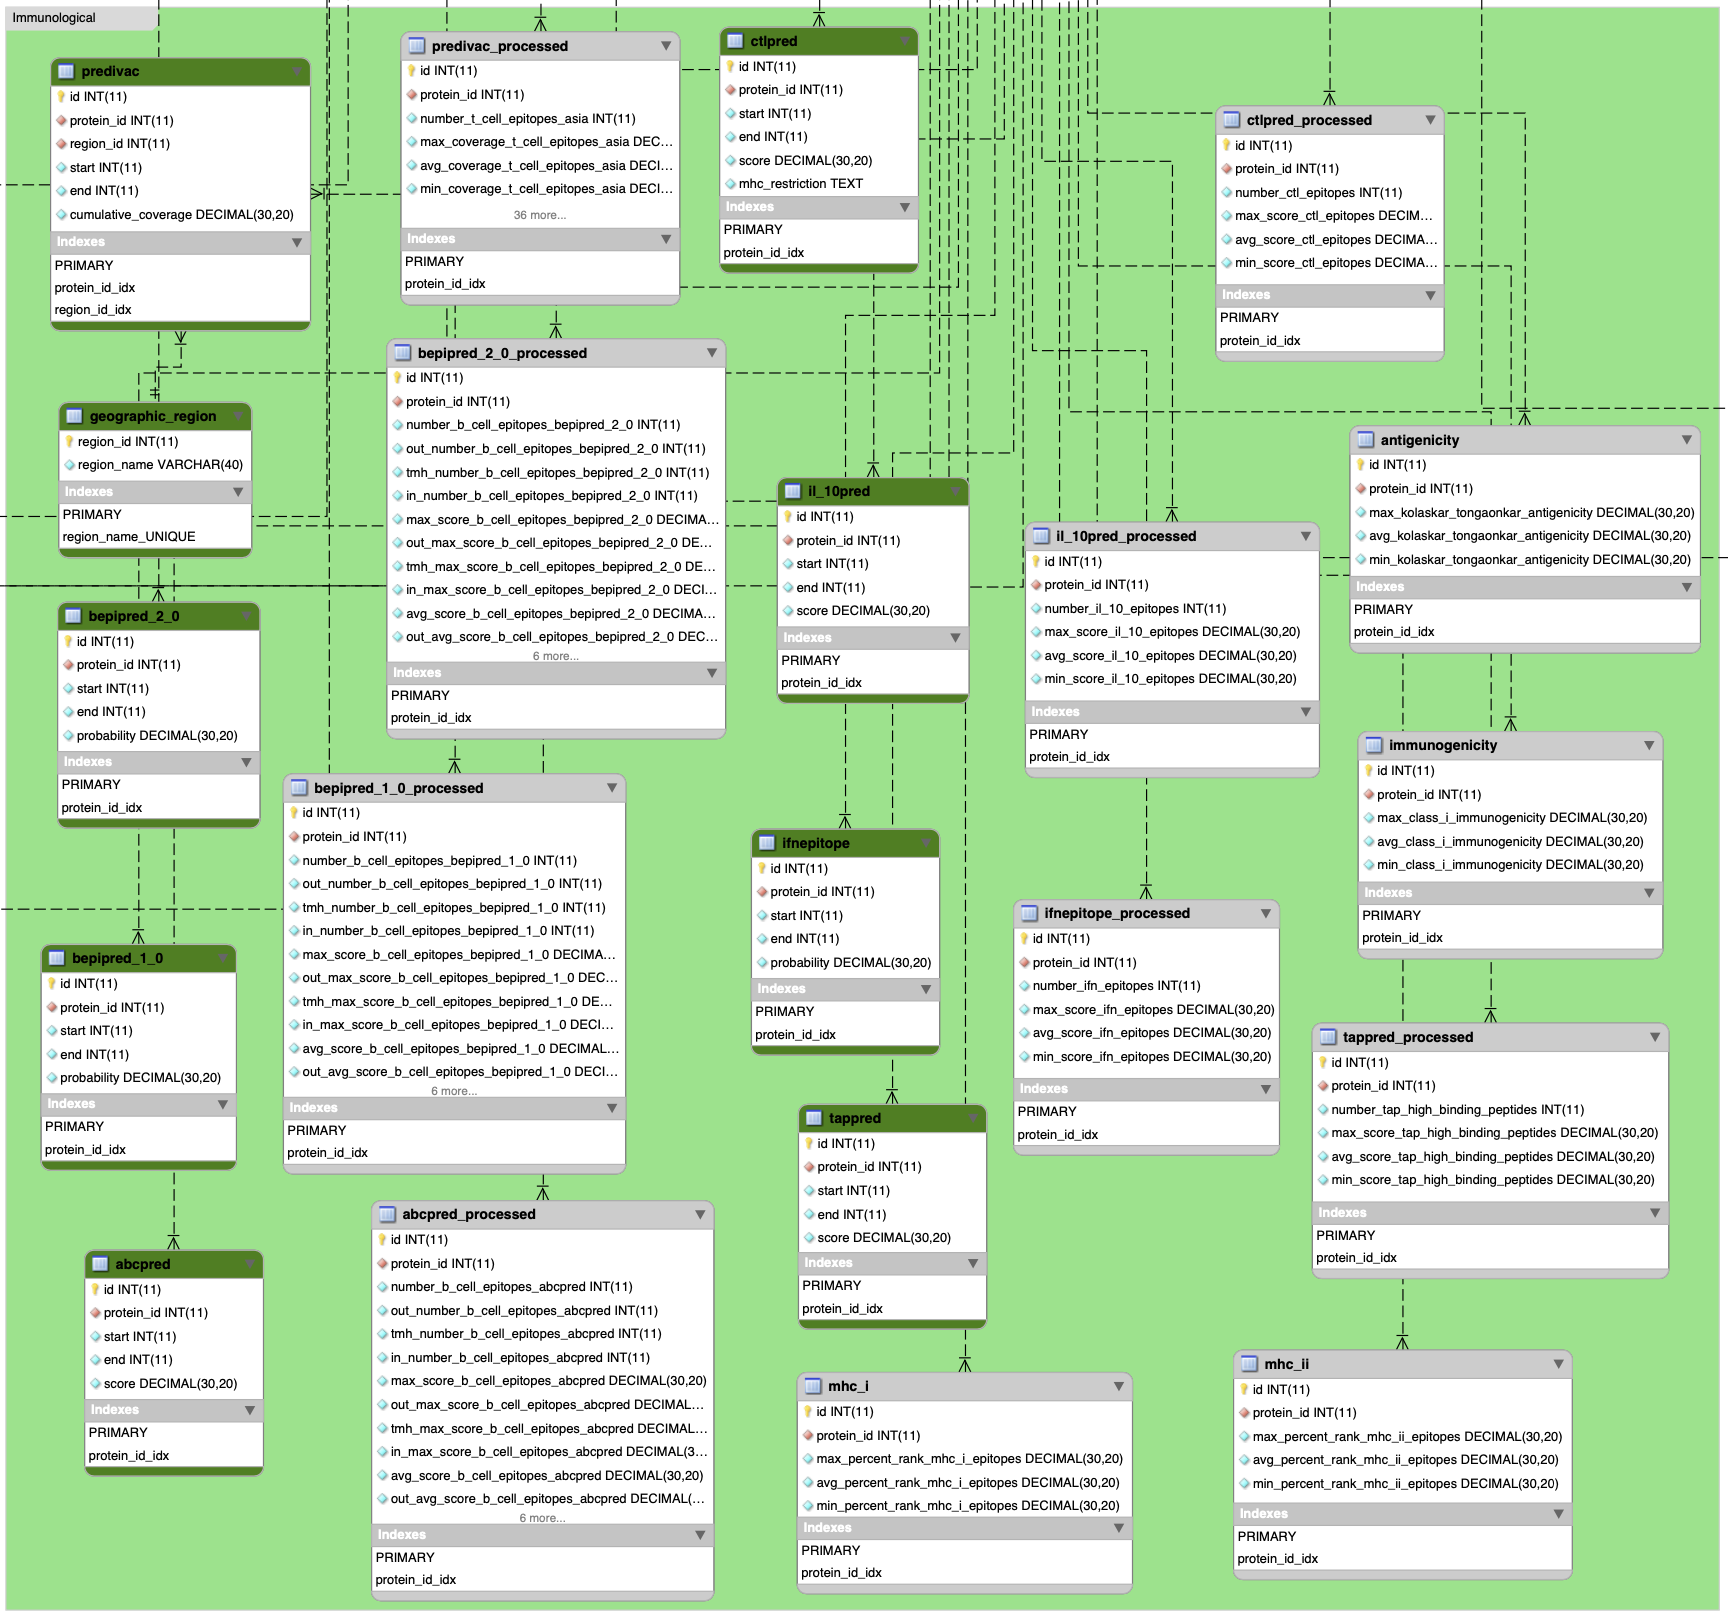 Immunological
predivac
id INT(11)
protein_id INT(11)
region_id INT(11)
start INT(11)
end INT(11)
cumulative_coverage DECIMAL(30,20)
Indexes
PRIMARY
protein_id_idx
region_id_idx
predivac_processed
id INT(11)
protein_id INT(11)
number_t_cell_epitopes_asia INT(11)
max_coverage_t_cell_epitopes_asia DEC...
avg_coverage_t_cell_epitopes_asia DECI...
min_coverage_t_cell_epitopes_asia DECI...
36 more...
Indexes
PRIMARY
protein_id_idx
ctlpred
id INT(11)
protein_id INT(11)
start INT(11)
end INT(11)
score DECIMAL(30,20)
mhc_restriction TEXT
Indexes
PRIMARY
protein_id_idx
ctlpred_processed
id INT(11)
protein_id INT(11)
number_ctl_epitopes INT(11)
max_score_ctl_epitopes DECIM...
avg_score_ctl_epitopes DECIMA...
min_score_ctl_epitopes DECIMA...
Indexes
PRIMARY
protein_id_idx
geographic_region
region_id INT(11)
region_name VARCHAR(40)
Indexes
PRIMARY
region_name_UNIQUE
bepipred_2_0_processed
id INT(11)
protein_id INT(11)
number_b_cell_epitopes_bepipred_2_0 INT(11)
out_number_b_cell_epitopes_bepipred_2_0 INT(11)
tmh_number_b_cell_epitopes_bepipred_2_0 INT(11)
in_number_b_cell_epitopes_bepipred_2_0 INT(11)
max_score_b_cell_epitopes_bepipred_2_0 DECIMA...
out_max_score_b_cell_epitopes_bepipred_2_0 DE...
tmh_max_score_b_cell_epitopes_bepipred_2_0 DE...
in_max_score_b_cell_epitopes_bepipred_2_0 DECI...
avg_score_b_cell_epitopes_bepipred_2_0 DECIMA...
out_avg_score_b_cell_epitopes_bepipred_2_0 DEC...
6 more...
Indexes
PRIMARY
protein_id_idx
il_10pred
id INT(11)
protein_id INT(11)
start INT(11)
end INT(11)
score DECIMAL(30,20)
Indexes
PRIMARY
protein_id_idx
il_10pred_processed
id INT(11)
protein_id INT(11)
number_il_10_epitopes INT(11)
max_score_il_10_epitopes DECIMAL(30,20)
avg_score_il_10_epitopes DECIMAL(30,20)
min_score_il_10_epitopes DECIMAL(30,20)
Indexes
PRIMARY
protein_id_idx
antigenicity
id INT(11)
protein_id INT(11)
max_kolaskar_tongaonkar_antigenicity DECIMAL(30,20)
avg_kolaskar_tongaonkar_antigenicity DECIMAL(30,20)
min_kolaskar_tongaonkar_antigenicity DECIMAL(30,20)
Indexes
PRIMARY
protein_id_idx
bepipred_2_0
id INT(11)
protein_id INT(11)
start INT(11)
end INT(11)
probability DECIMAL(30,20)
Indexes
PRIMARY
protein_id_idx
bepipred_1_0_processed
id INT(11)
protein_id INT(11)
number_b_cell_epitopes_bepipred_1_0 INT(11)
out_number_b_cell_epitopes_bepipred_1_0 INT(11)
tmh_number_b_cell_epitopes_bepipred_1_0 INT(11)
in_number_b_cell_epitopes_bepipred_1_0 INT(11)
max_score_b_cell_epitopes_bepipred_1_0 DECIMA...
out_max_score_b_cell_epitopes_bepipred_1_0 DEC...
tmh_max_score_b_cell_epitopes_bepipred_1_0 DE...
in_max_score_b_cell_epitopes_bepipred_1_0 DECI...
avg_score_b_cell_epitopes_bepipred_1_0 DECIMAL...
out_avg_score_b_cell_epitopes_bepipred_1_0 DECI...
6 more...
Indexes
PRIMARY
protein_id_idx
ifnepitope
id INT(11)
protein_id INT(11)
start INT(11)
end INT(11)
probability DECIMAL(30,20)
Indexes
PRIMARY
protein_id_idx
ifnepitope_processed
id INT(11)
protein_id INT(11)
number_ifn_epitopes INT(11)
max_score_ifn_epitopes DECIMAL(30,20)
avg_score_ifn_epitopes DECIMAL(30,20)
min_score_ifn_epitopes DECIMAL(30,20)
Indexes
PRIMARY
protein_id_idx
immunogenicity
id INT(11)
protein_id INT(11)
max_class_i_immunogenicity DECIMAL(30,20)
avg_class_i_immunogenicity DECIMAL(30,20)
min_class_i_immunogenicity DECIMAL(30,20)
Indexes
PRIMARY
protein_id_idx
bepipred_1_0
id INT(11)
protein_id INT(11)
start INT(11)
end INT(11)
probability DECIMAL(30,20)
Indexes
PRIMARY
protein_id_idx
tappred_processed
id INT(11)
protein_id INT(11)
number_tap_high_binding_peptides INT(11)
max_score_tap_high_binding_peptides DECIMAL(30,20)
avg_score_tap_high_binding_peptides DECIMAL(30,20)
min_score_tap_high_binding_peptides DECIMAL(30,20)
Indexes
PRIMARY
protein_id_idx
tappred
id INT(11)
protein_id INT(11)
start INT(11)
end INT(11)
score DECIMAL(30,20)
Indexes
PRIMARY
protein_id_idx
abcpred
id INT(11)
protein_id INT(11)
start INT(11)
end INT(11)
score DECIMAL(30,20)
Indexes
PRIMARY
protein_id_idx
abcpred_processed
id INT(11)
protein_id INT(11)
number_b_cell_epitopes_abcpred INT(11)
out_number_b_cell_epitopes_abcpred INT(11)
tmh_number_b_cell_epitopes_abcpred INT(11)
in_number_b_cell_epitopes_abcpred INT(11)
max_score_b_cell_epitopes_abcpred DECIMAL(30,20)
out_max_score_b_cell_epitopes_abcpred DECIMAL...
tmh_max_score_b_cell_epitopes_abcpred DECIMAL...
in_max_score_b_cell_epitopes_abcpred DECIMAL(3...
avg_score_b_cell_epitopes_abcpred DECIMAL(30,20)
out_avg_score_b_cell_epitopes_abcpred DECIMAL(...
6 more...
Indexes
PRIMARY
protein_id_idx
mhc_i
id INT(11)
protein_id INT(11)
max_percent_rank_mhc_i_epitopes DECIMAL(30,20)
avg_percent_rank_mhc_i_epitopes DECIMAL(30,20)
min_percent_rank_mhc_i_epitopes DECIMAL(30,20)
Indexes
PRIMARY
protein_id_idx
mhc_ii
id INT(11)
protein_id INT(11)
max_percent_rank_mhc_ii_epitopes DECIMAL(30,20)
avg_percent_rank_mhc_ii_epitopes DECIMAL(30,20)
min_percent_rank_mhc_ii_epitopes DECIMAL(30,20)
Indexes
PRIMARY
protein_id_idx